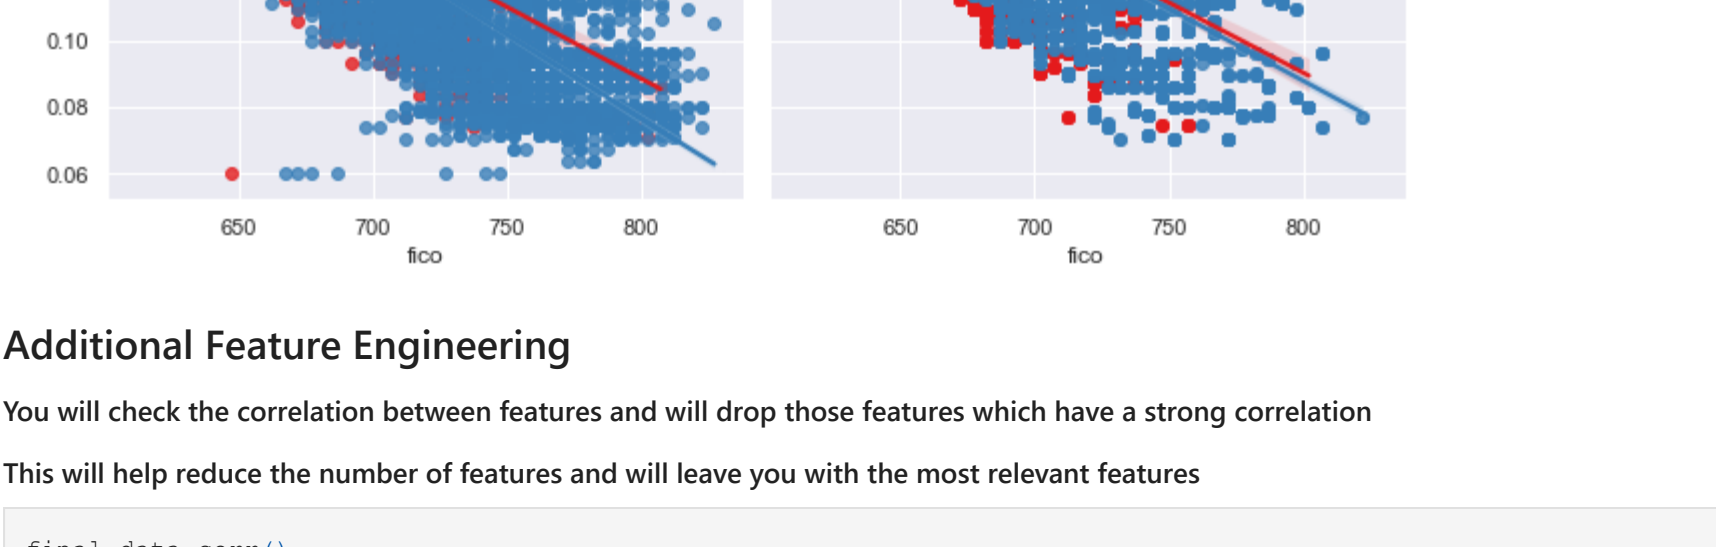 0.10
0.08
0.06
650 700 750 800 650 700 750 800
fico fico
Additional Feature Engineering
You will check the correlation between features and will drop those features which have a strong correlation
This will help reduce the number of features and will leave you with the most relevant features
final_data.corr()